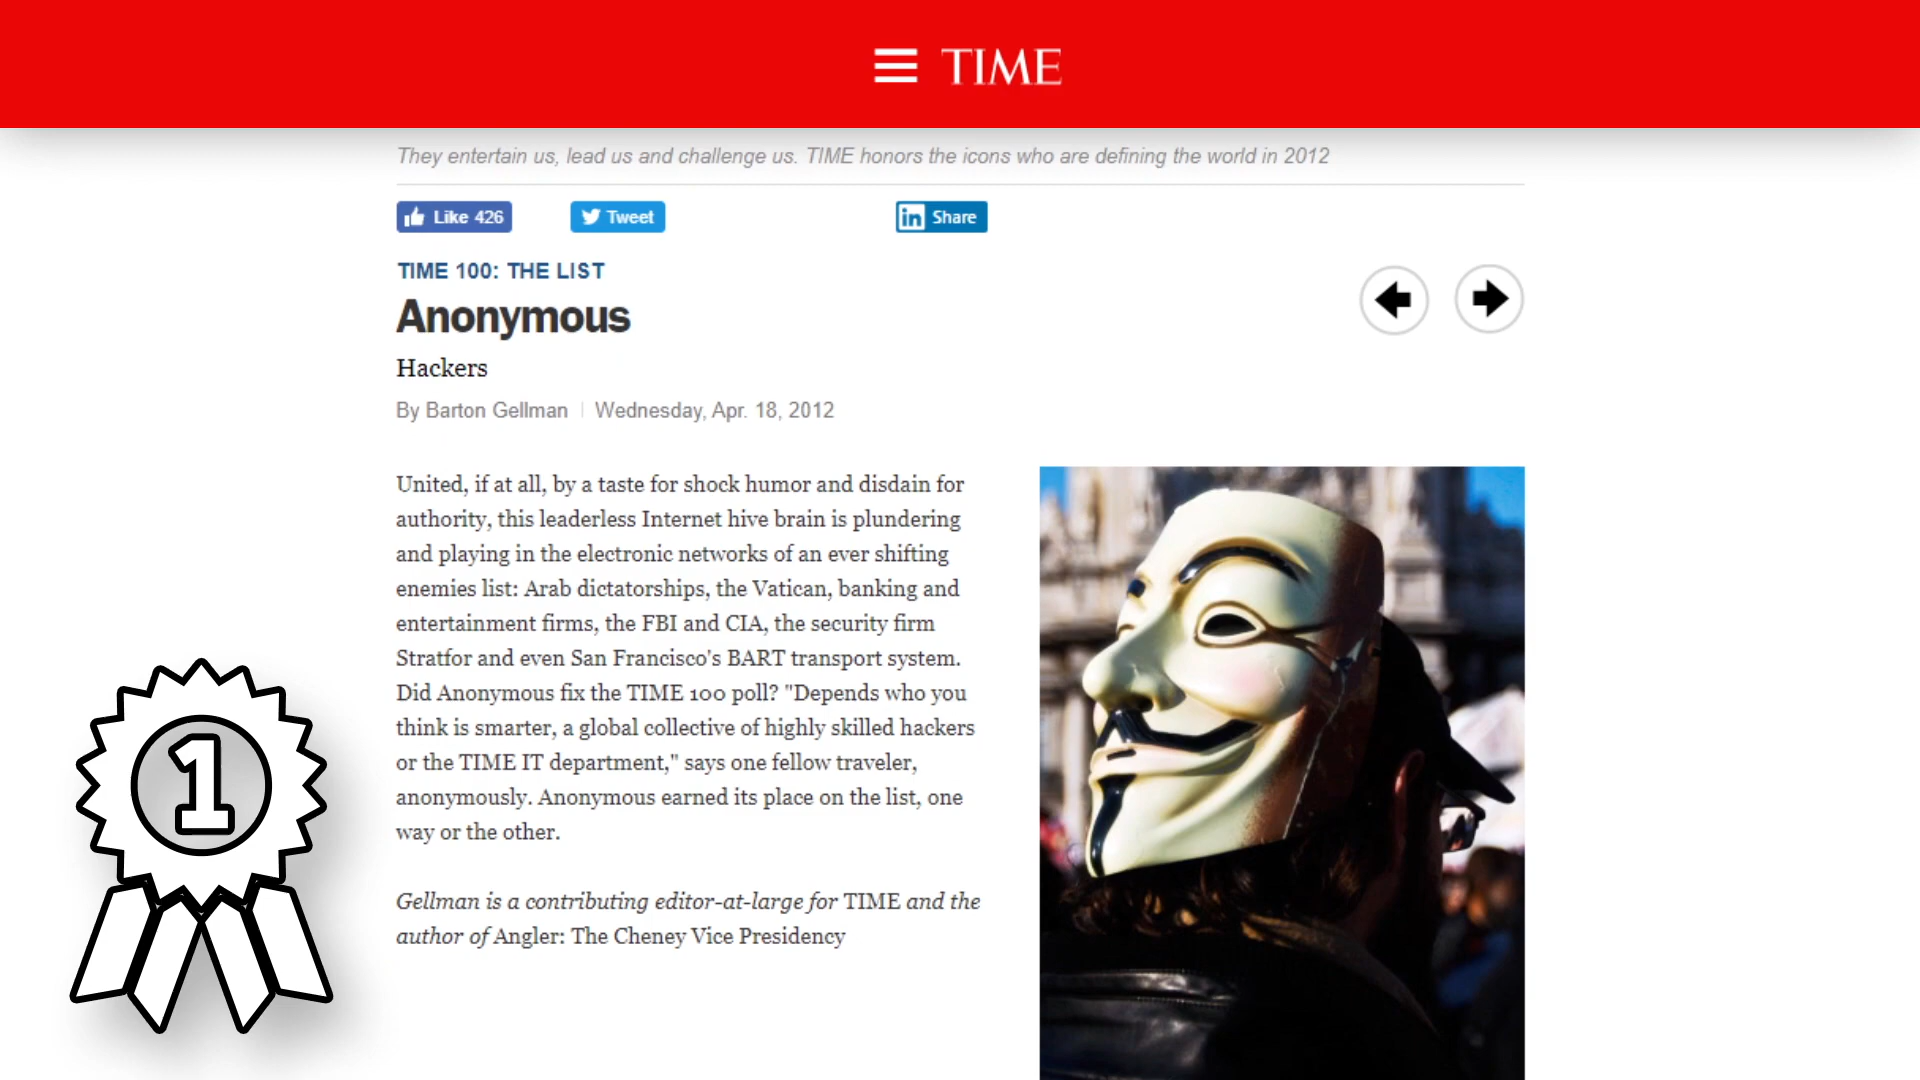 TIME
They entertain us, lead us and challenge us. TIME honors the icons who are defining the world in 2012
Like 426
Tweet
in Share
TIME 100: THE LIST
Anonymous
Hackers
By Barton Gellman | Wednesday, Apr. 18, 2012
United, if at all, by a taste for shock humor and disdain for
authority, this leaderless Internet hive brain is plundering
and playing in the electronic networks of an ever shifting
enemies list: Arab dictatorships, the Vatican, banking and
entertainment firms, the FBI and CIA, the security firm
Stratfor and even San Francisco's BART transport system.
Did Anonymous fix the TIME 100 poll? "Depends who you
think is smarter, a global collective of highly skilled hackers
or the TIME IT department," says one fellow traveler,
anonymously. Anonymous earned its place on the list, one
way or the other.
Gellman is a contributing editor-at-large for TIME and the
author of Angler: The Cheney Vice Presidency
1